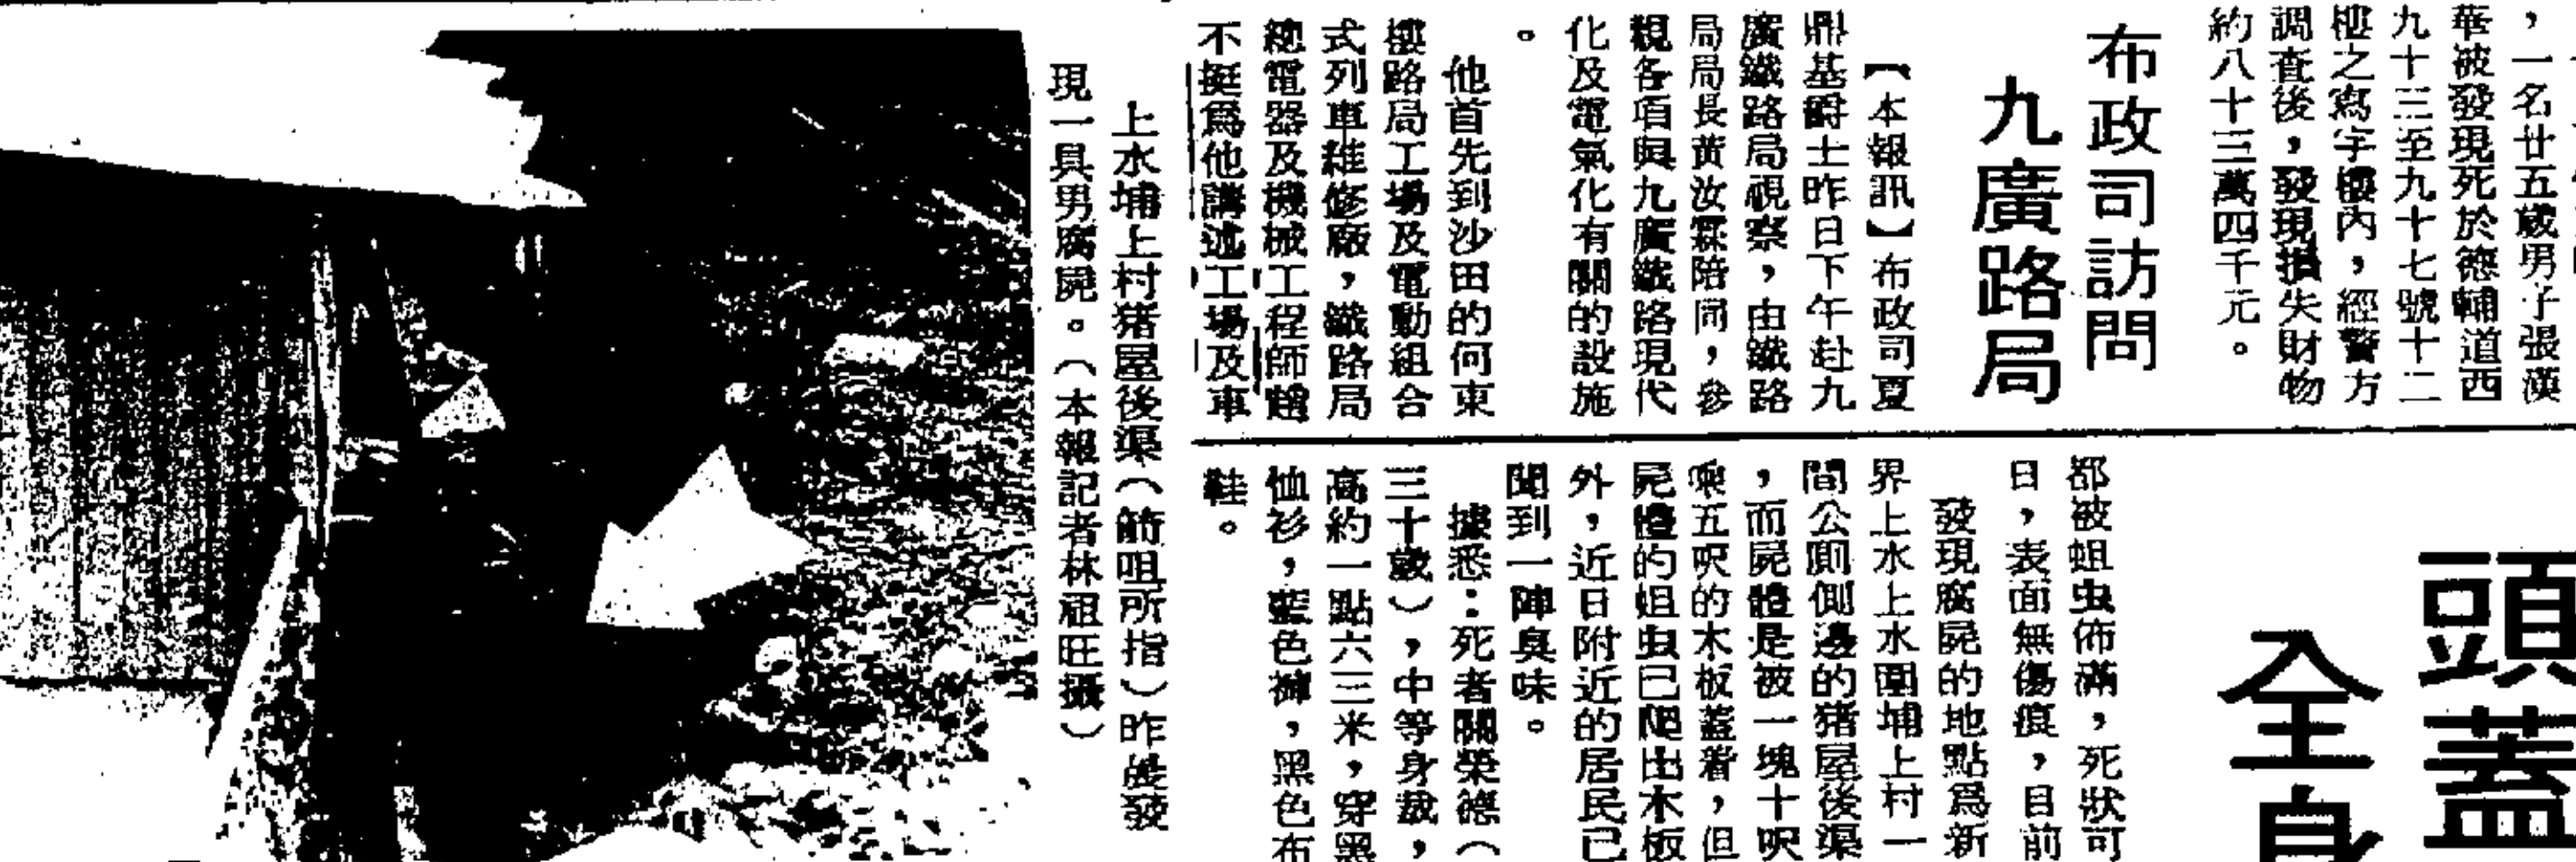 ，一名廿五歲男子張漢
華被發現死於德輔道西
九十三至九十七號十二
樓之寫字樓內，經警方
調查後，發現損失財物
約八十三萬四千元。
布政司訪問
九廣路局
【本報訊】布政司夏
鼎基爵士昨日下午赴九
廣鐵路局視察，由鐵路
局局長黃汝霖陪同，參
觀各項與九廣鐵路現代
化及電氣化有關的設施
。
他首先到沙田的何東
樓路局工場及電動組合
式列車維修廠，鐵路局
總電器及機械工程師趙
不挺爲他講述工場及車
頭蓋
全身
都被蛆虫佈滿，死狀可
日，表面無傷痕，目前
發現腐屍的地點爲新
界上水上水圍埔上村一
間公厠側邊的猪屋後渠
，而屍體是被一塊十呎
乘五呎的木板蓋着，但
屍體的蛆虫已爬出木板
外，近日附近的居民已
聞到一陣臭味。
據悉：死者關榮德（
三十歲），中等身裁，
高約一點六三米，穿黑
恤衫，藍色褲，黑色布
鞋。
上水埔上村猪屋後渠（箭咀所指）昨晨發
現一具男腐屍。（本報記者林祖旺攝）